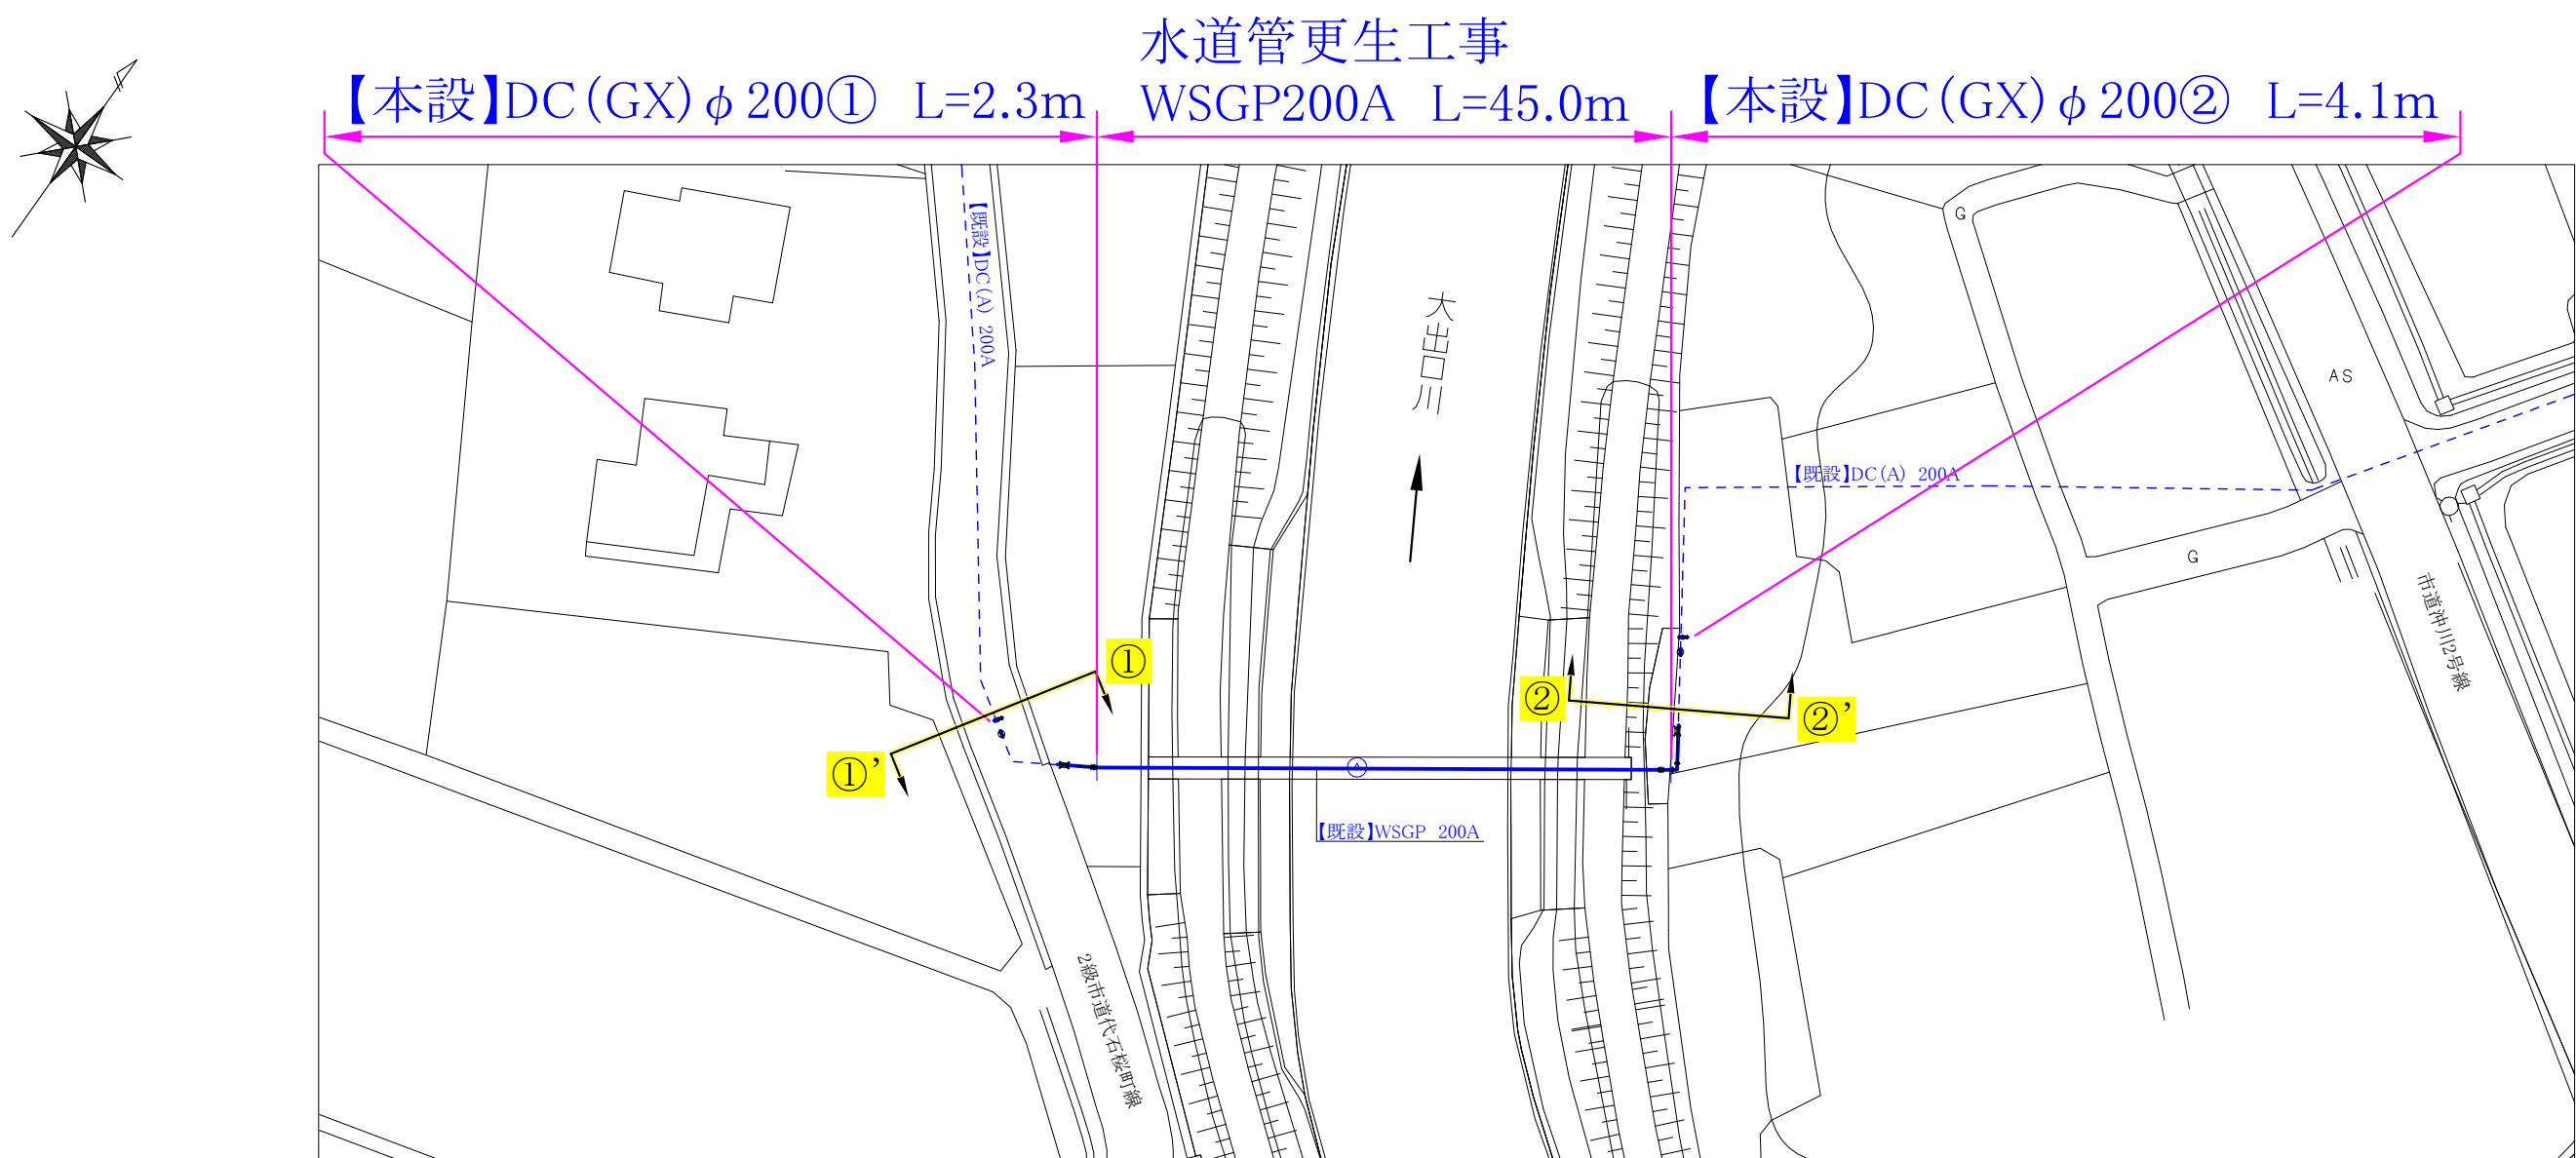 水道管更生工事
【本設】DC(GX)φ200① L=2.3m
WSGP200A L=45.0m
【本設】DC(GX)φ200② L=4.1m
【既設】DC(A) 200A
G
大出口川
AS
【既設】DC(A) 200A
G
市道沖川2号線
①
②
②’
①’
A
【既設】WSGP 200A
2級市道代石桜町線